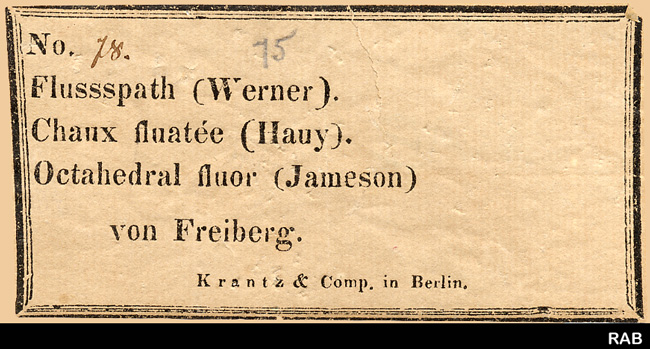 No. 78. 75
Flussspath (Werner).
Chaux fluatée (Hauy).
Octahedral fluor (Jameson)
von Freiberg.
Krantz & Comp. in Berlin.
RAB